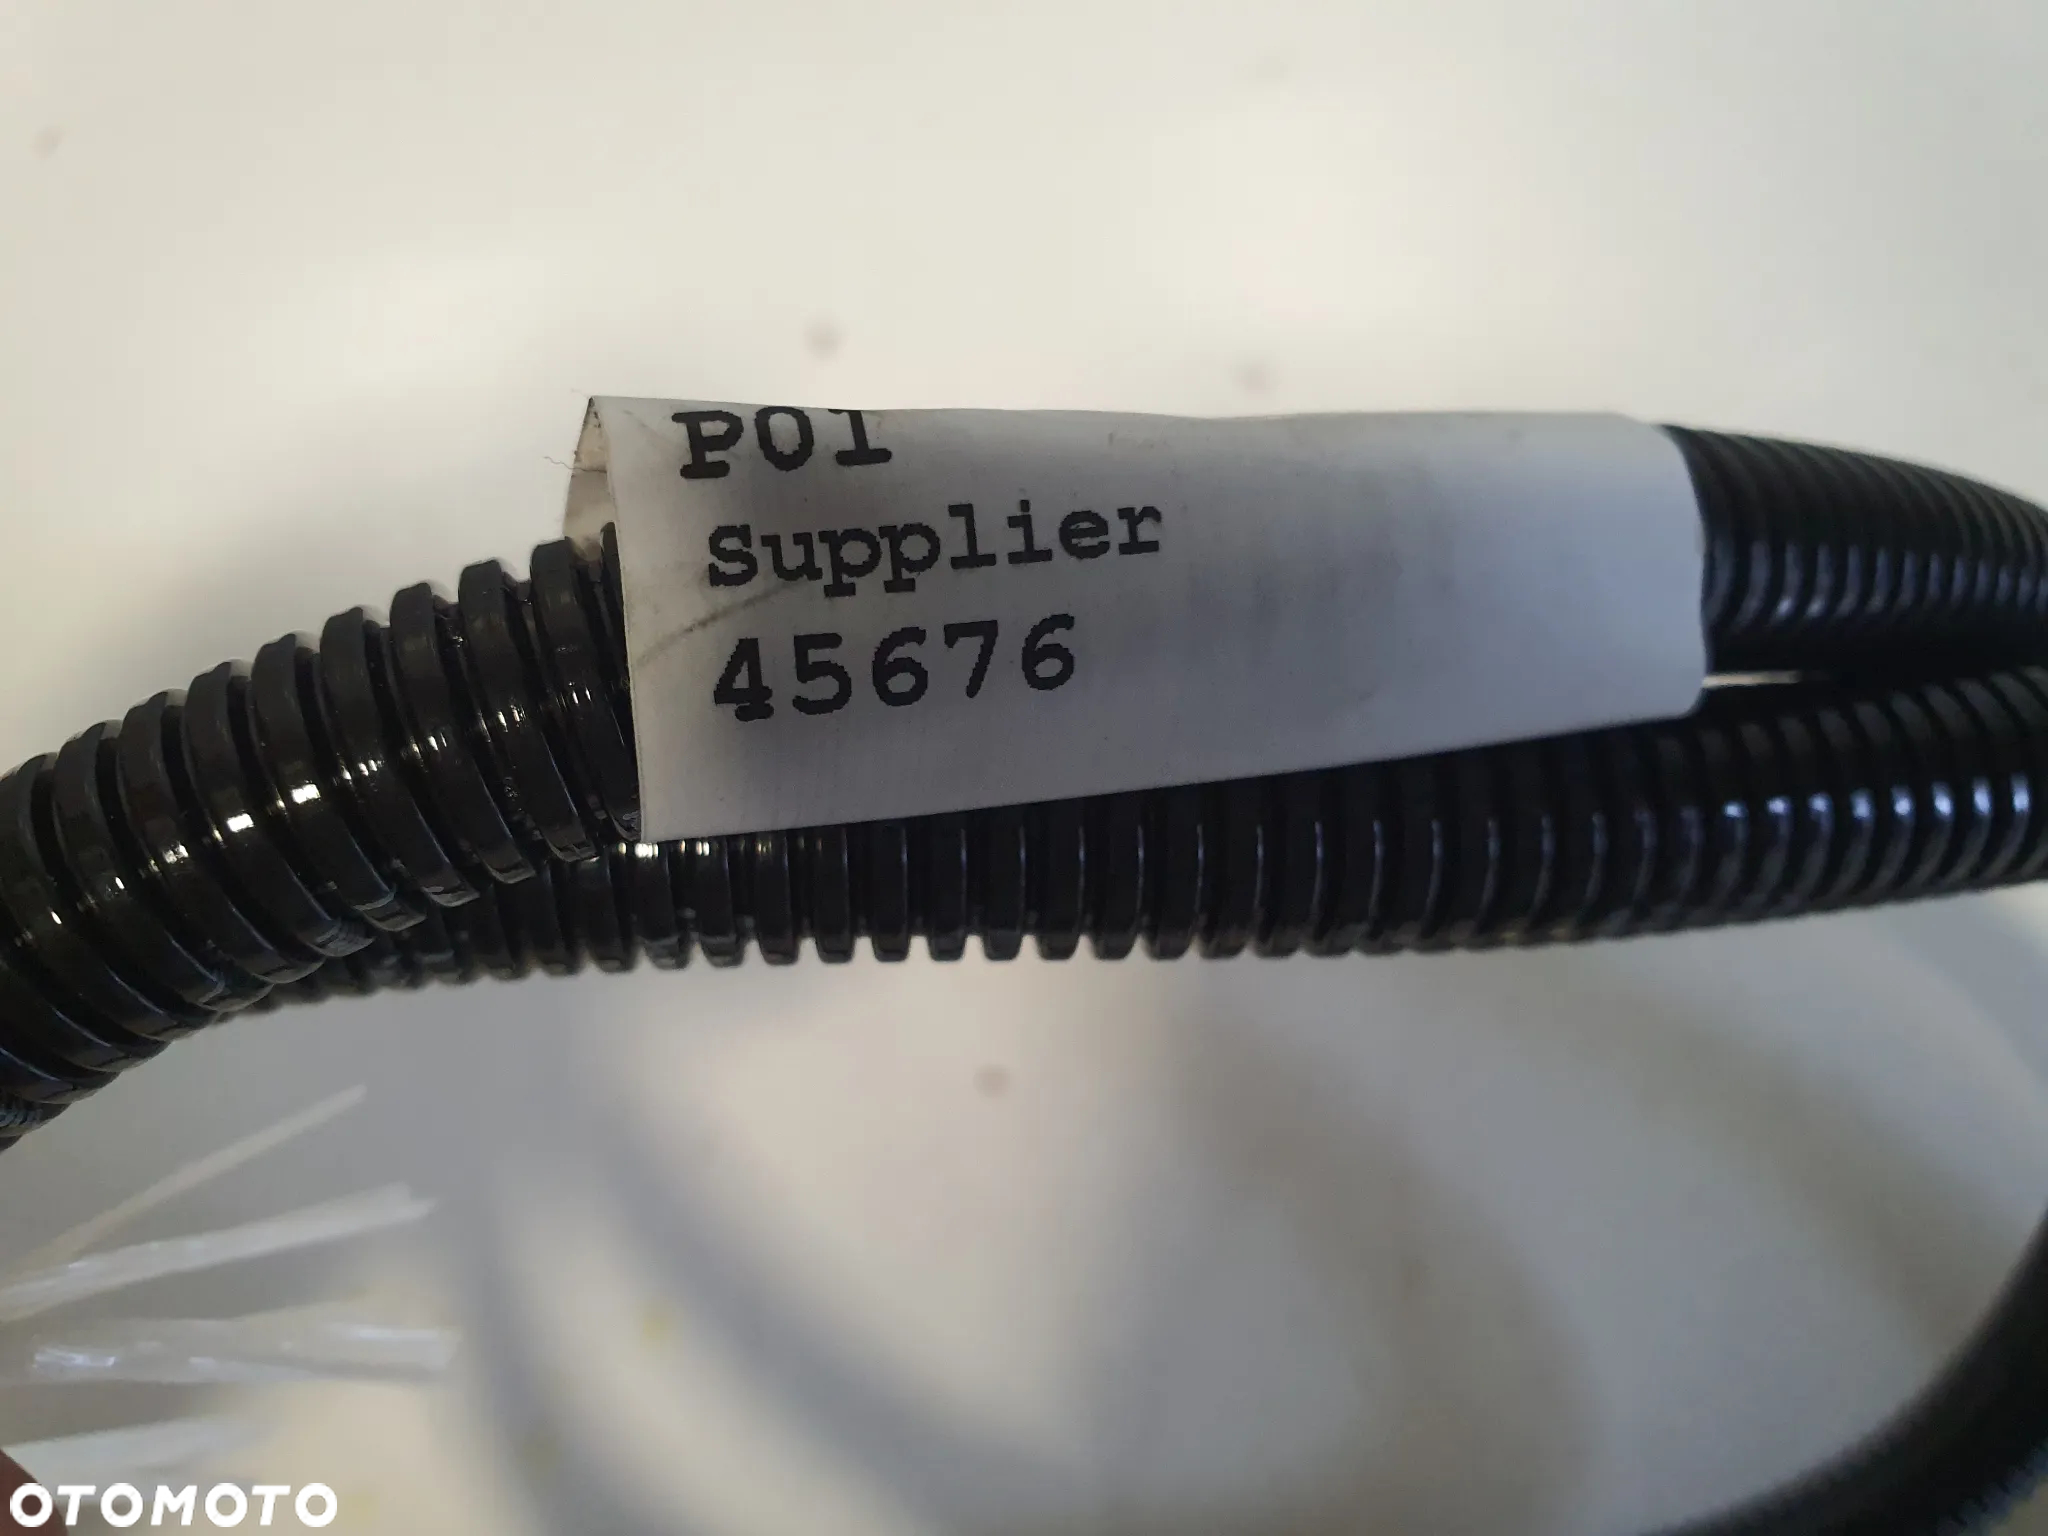 P01
Supplier
45676
OTOMOTO